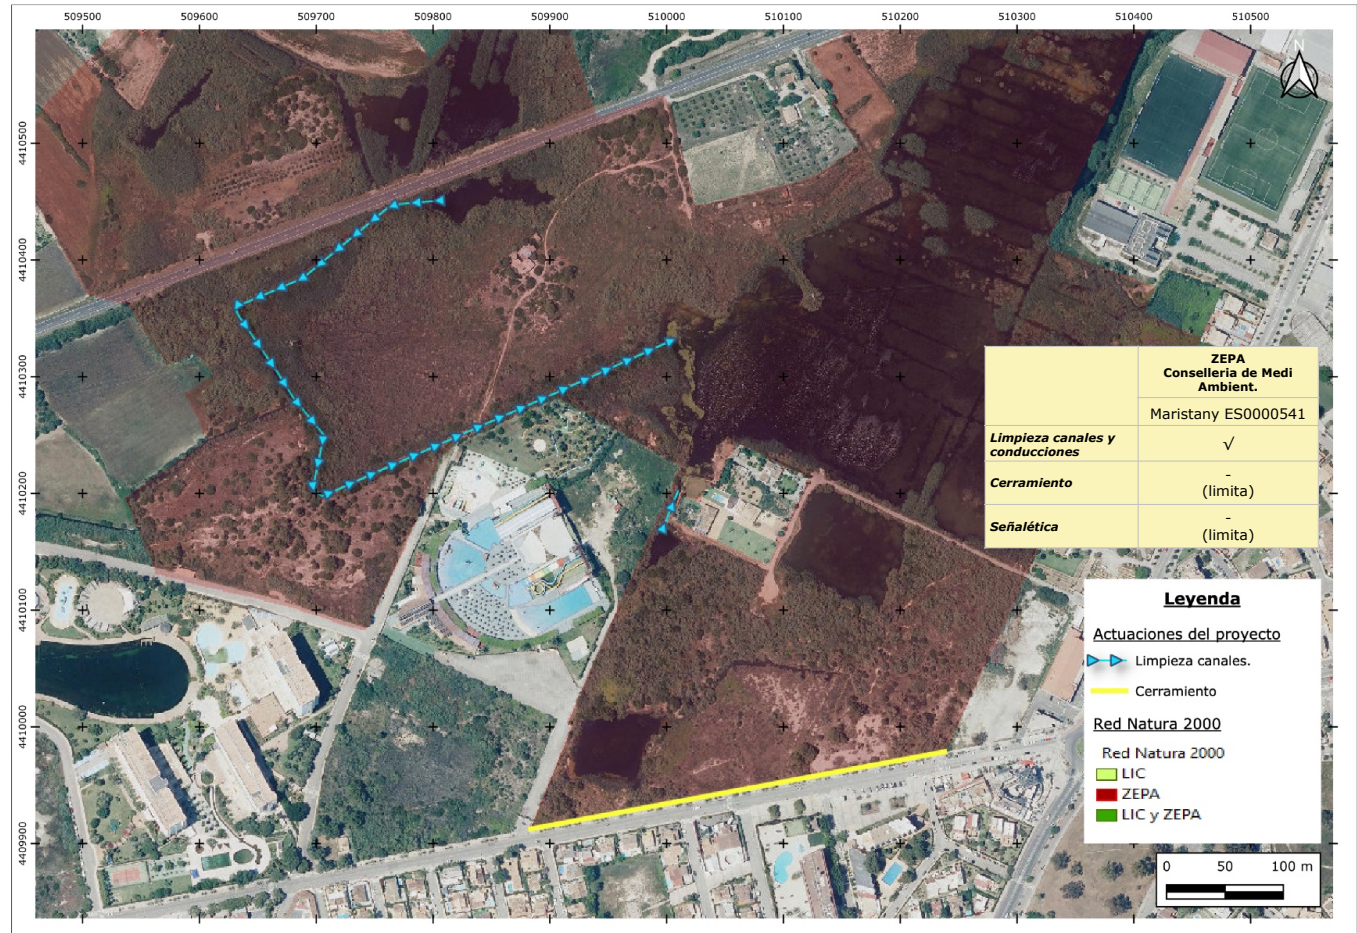 509500 509600 509700 509800 509900 510000 510100 510200 510300 510400 510500
N
4410500
4410400
4410300
4410200
4410100
4410000
4409900
ZEPA
Conselleria de Medi
Ambient.
Maristany ES0000541
Limpieza canales y
conducciones
√
Cerramiento
-
(limita)
Señalética
-
(limita)
Leyenda
Actuaciones del proyecto
Limpieza canales.
Cerramiento
Red Natura 2000
Red Natura 2000
LIC
ZEPA
LIC y ZEPA
0 50 100 m